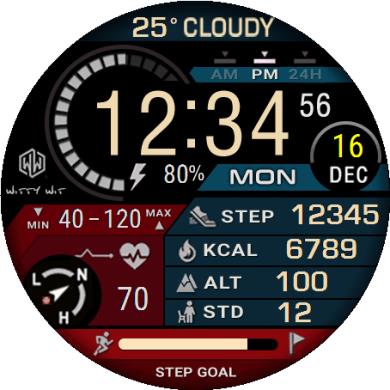 25° CLOUDY
AM PM 24H
12:34 56
80%
16
DEC
MON
WITTY WIT
MIN 40-120 MAX
STEP 12345
KCAL 6789
70
ALT 100
STD 12
L N H
STEP GOAL